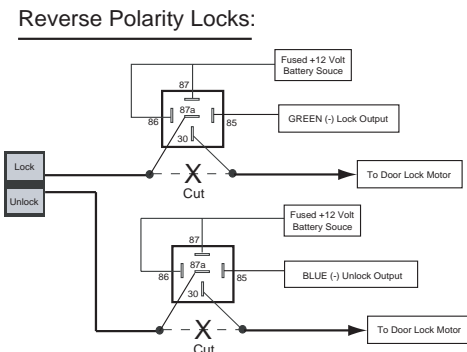 Reverse Polarity Locks:
Fused +12 Volt
Battery Souce
87
87a
86
85
GREEN (-) Lock Output
30
Lock
X
Cut
To Door Lock Motor
Unlock
Fused +12 Volt
Battery Souce
87
87a
86
85
BLUE (-) Unlock Output
30
X
Cut
To Door Lock Motor